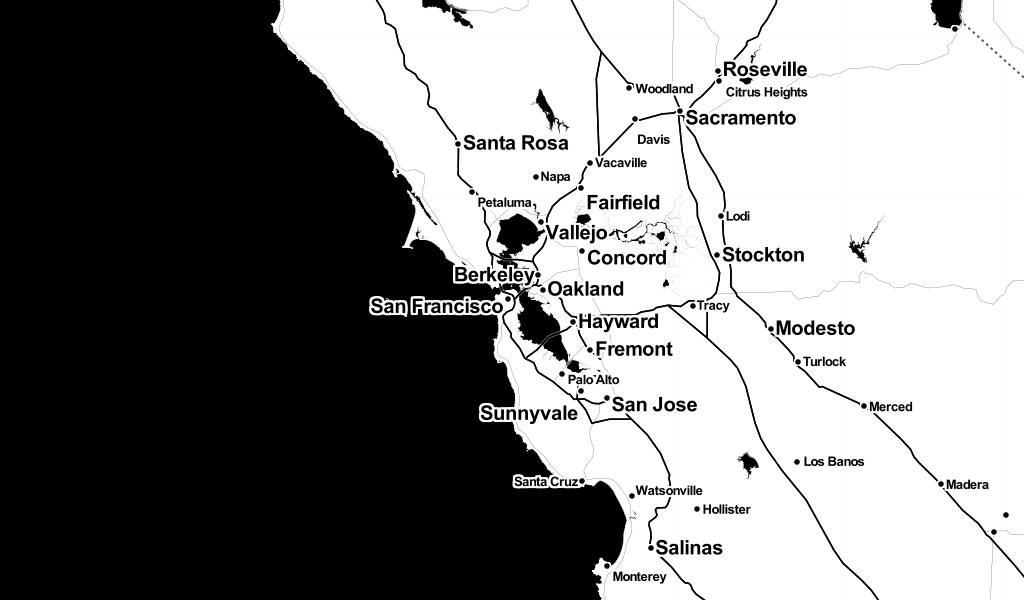 Roseville
Woodland
Citrus Heights
Sacramento
Davis
Santa Rosa
Vacaville
Napa
Petaluma
Fairfield
Lodi
Vallejo
Concord
Stockton
Berkeley
Oakland
San Francisco
Tracy
Hayward
Modesto
Fremont
Turlock
Palo Alto
San Jose
Merced
Sunnyvale
Los Banos
Santa Cruz
Madera
Watsonville
Hollister
Salinas
Monterey